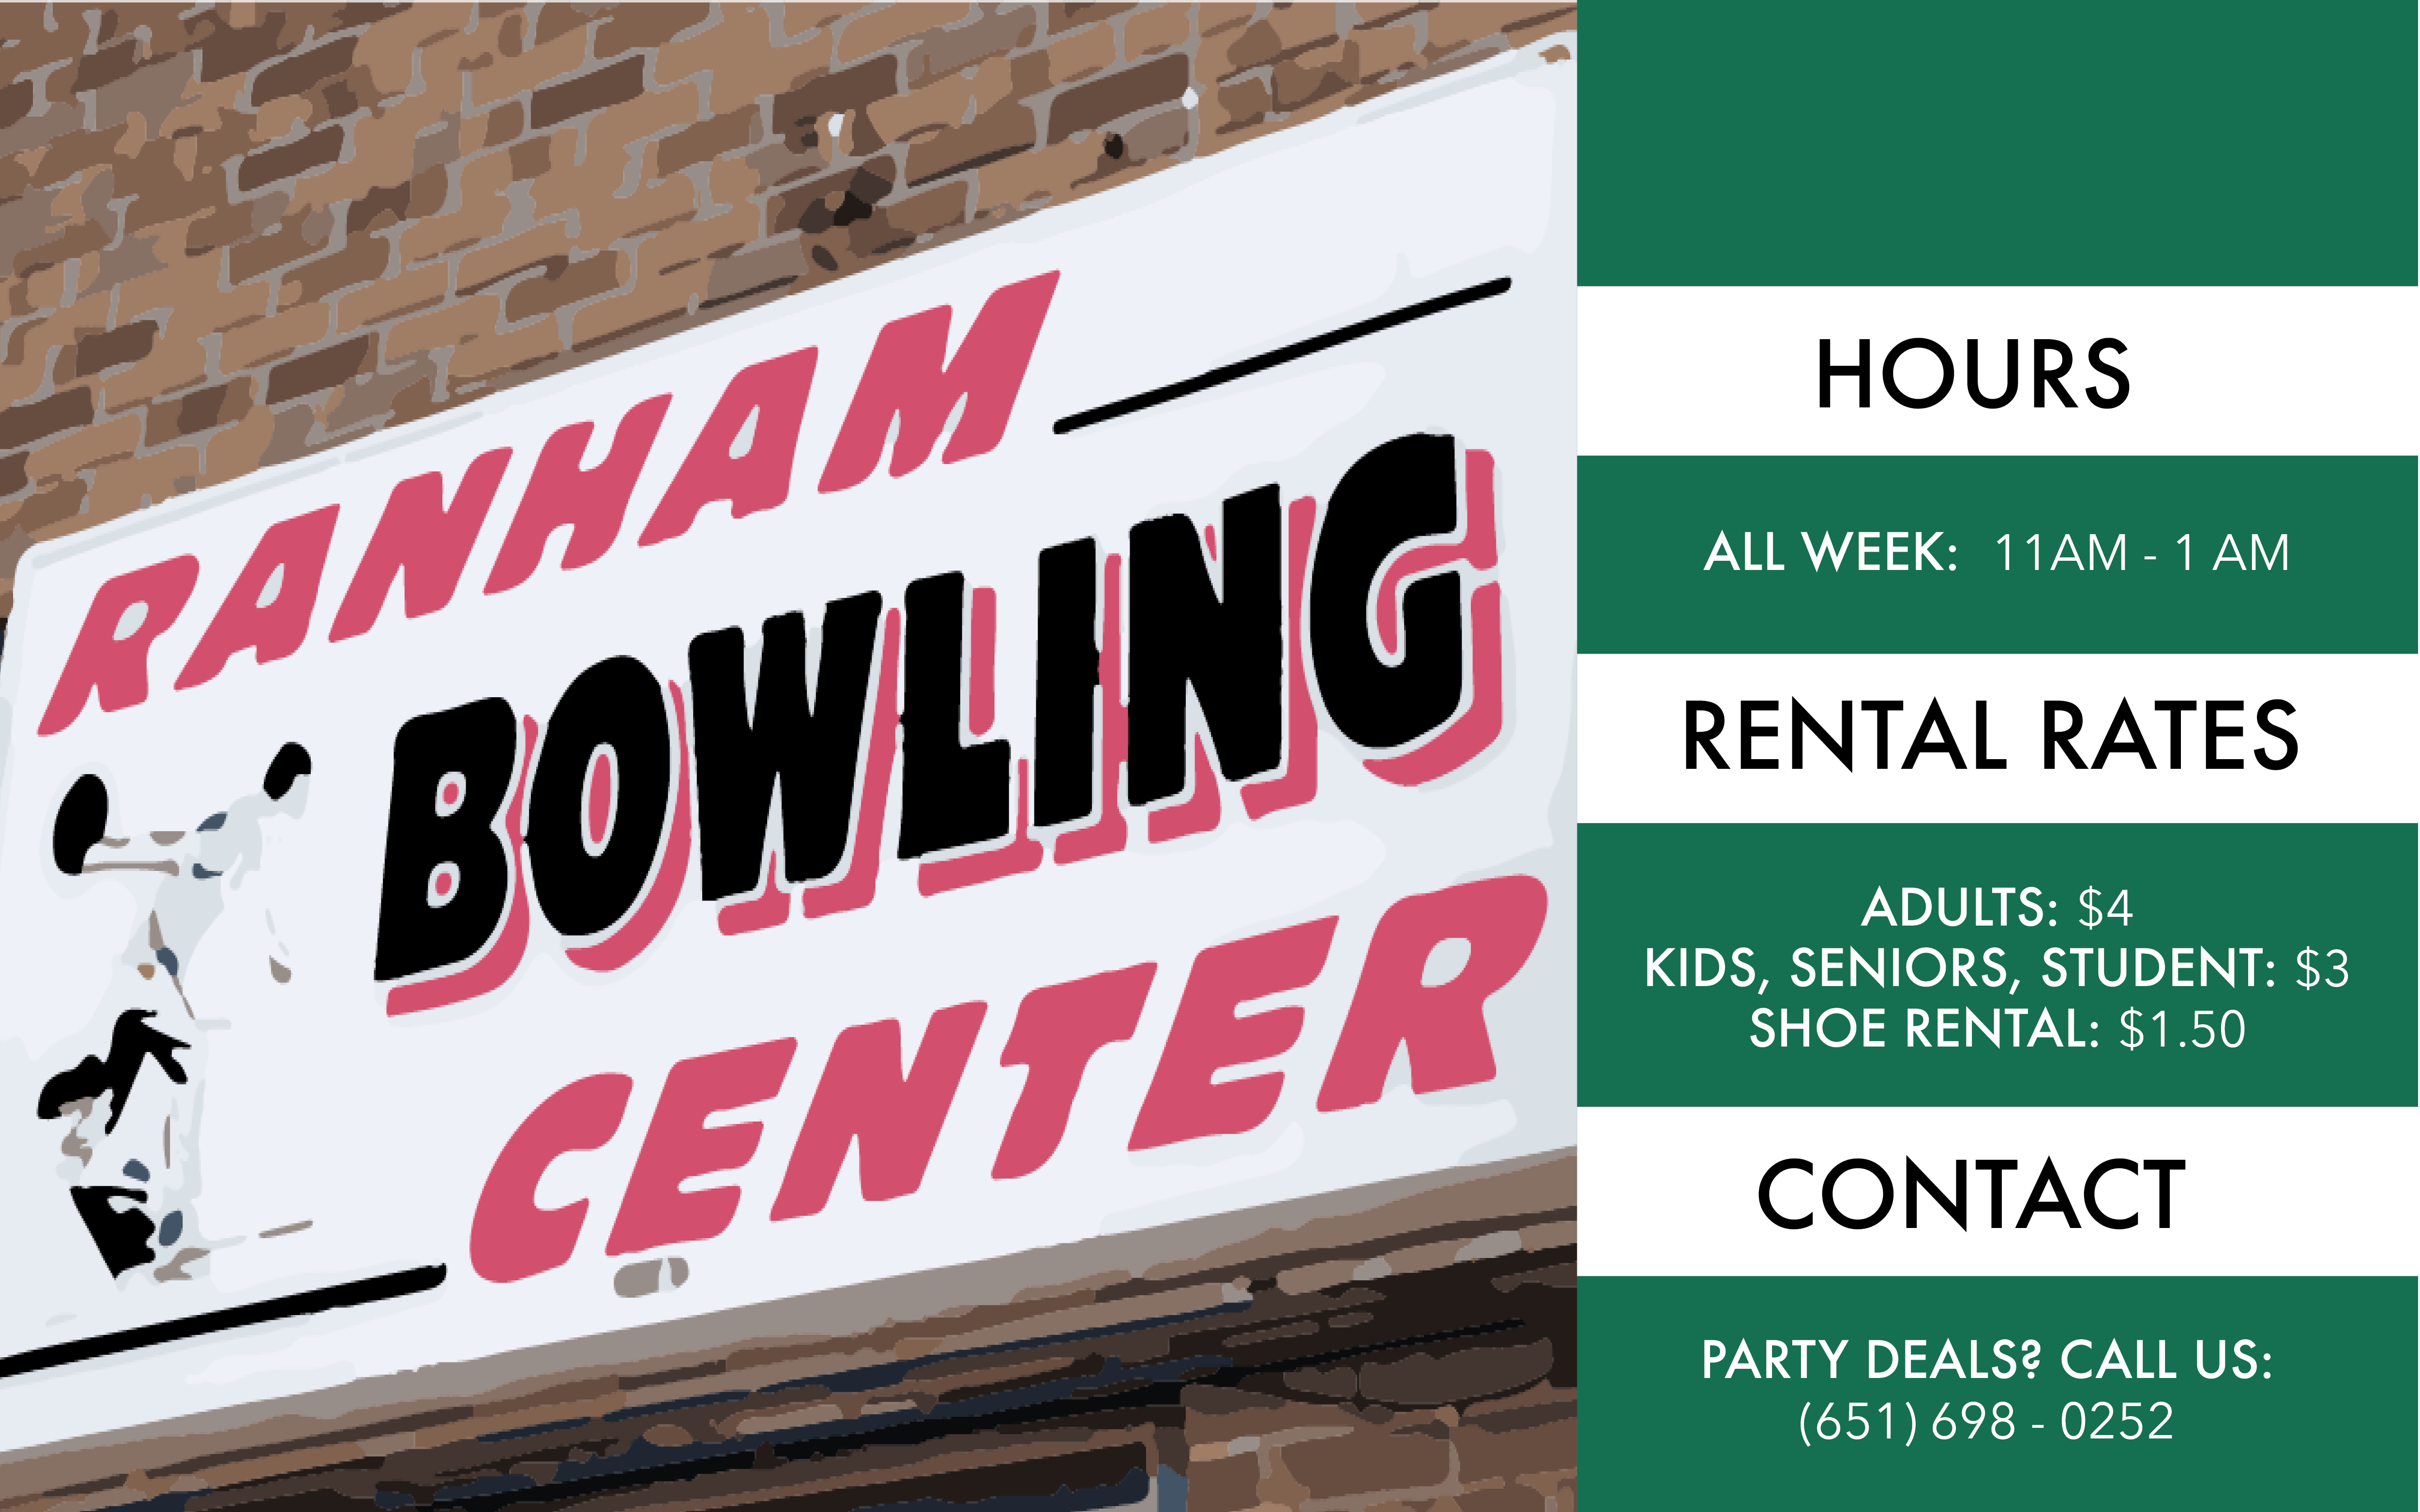 RANHAM
BOWLING
CENTER
HOURS
ALL WEEK: 11AM - 1 AM
RENTAL RATES
ADULTS: $4
KIDS, SENIORS, STUDENT: $3
SHOE RENTAL: $1.50
CONTACT
PARTY DEALS? CALL US:
(651) 698 - 0252